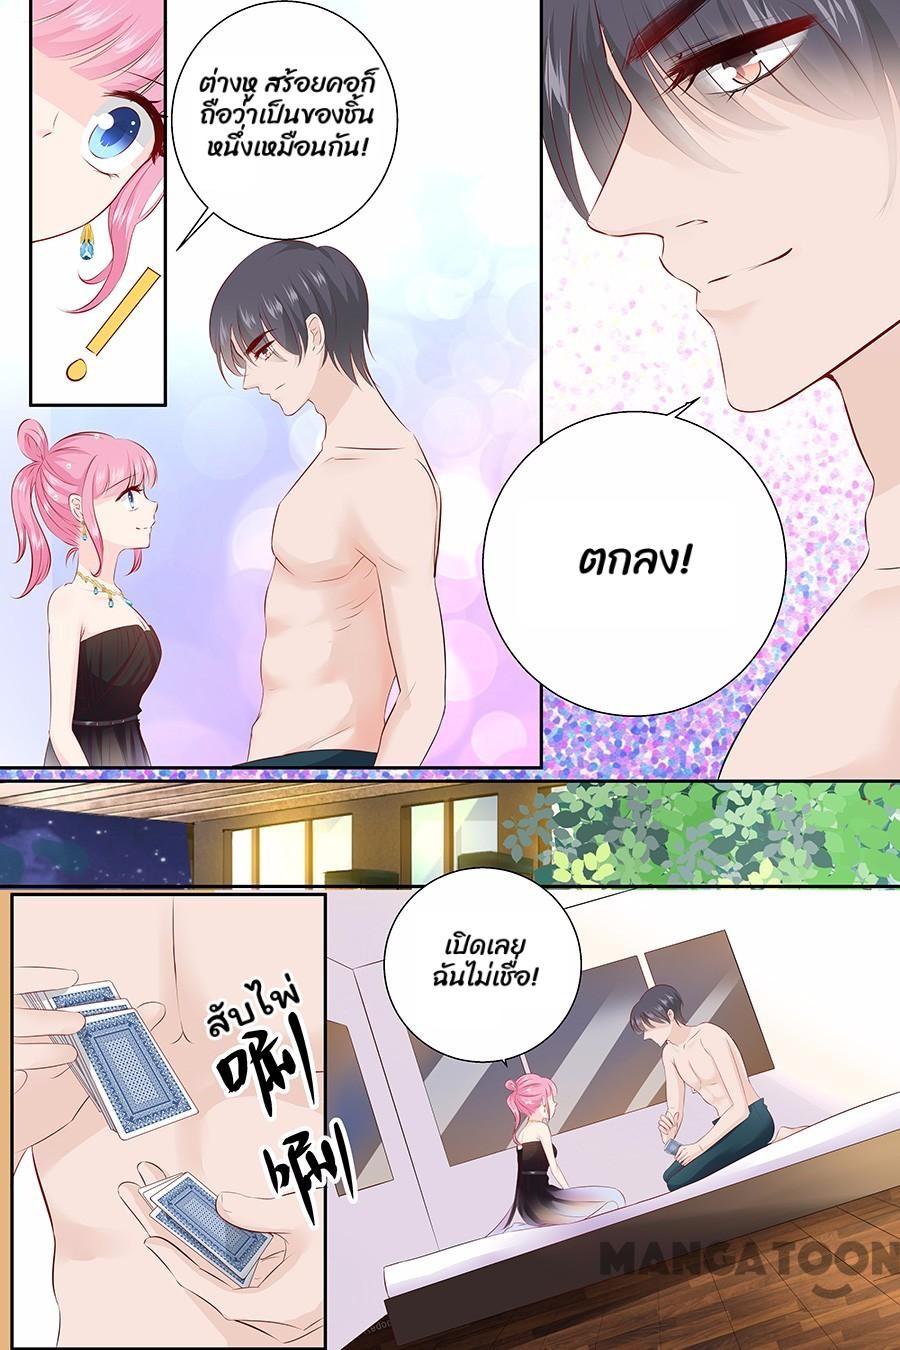 ต่างหู สร้อยคอก็
ถือว่าเป็นของชิ้น
หนึ่งเหมือนกัน!
ตกลง!
เปิดเลย
ฉันไม่เชื่อ!
สับไพ่
唰
唰
MANGATOON